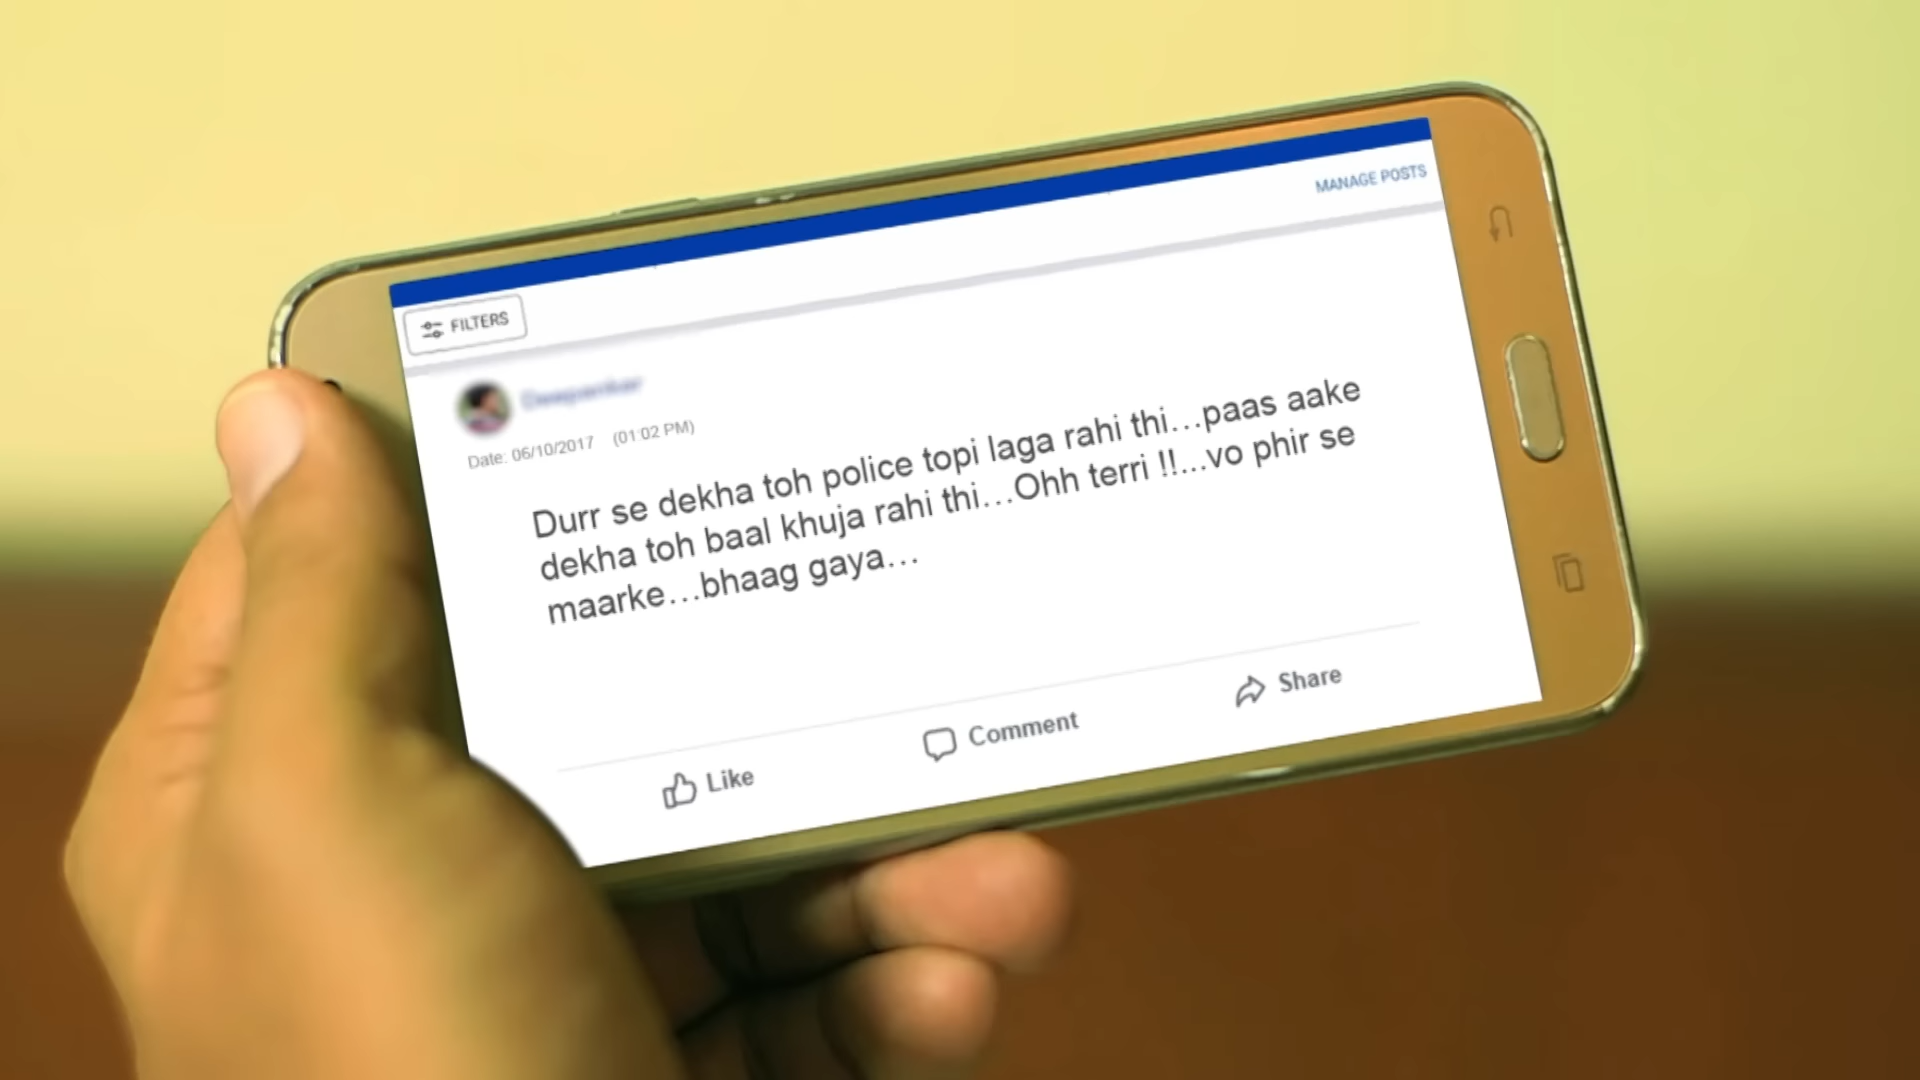 MANAGE POSTS
FILTERS
Date: 06/10/2017 (01:02 PM)
Durr se dekha toh police topi laga rahi thi...paas aake
dekha toh baal khuja rahi thi...Ohh terri !!...vo phir se
maarke...bhaag gaya...
Like
Comment
Share